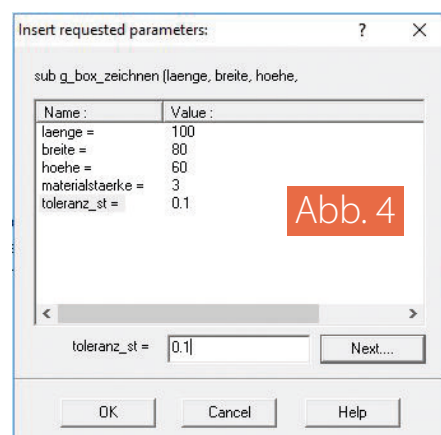 Insert requested parameters: ? X
sub g_box_zeichnen (laenge, breite, hoehe,
Name : Value :
laenge = 100
breite = 80
hoehe = 60
materialstaerke = 3
toleranz_st = 0.1
Abb. 4
toleranz_st = 0.1 Next....
OK Cancel Help